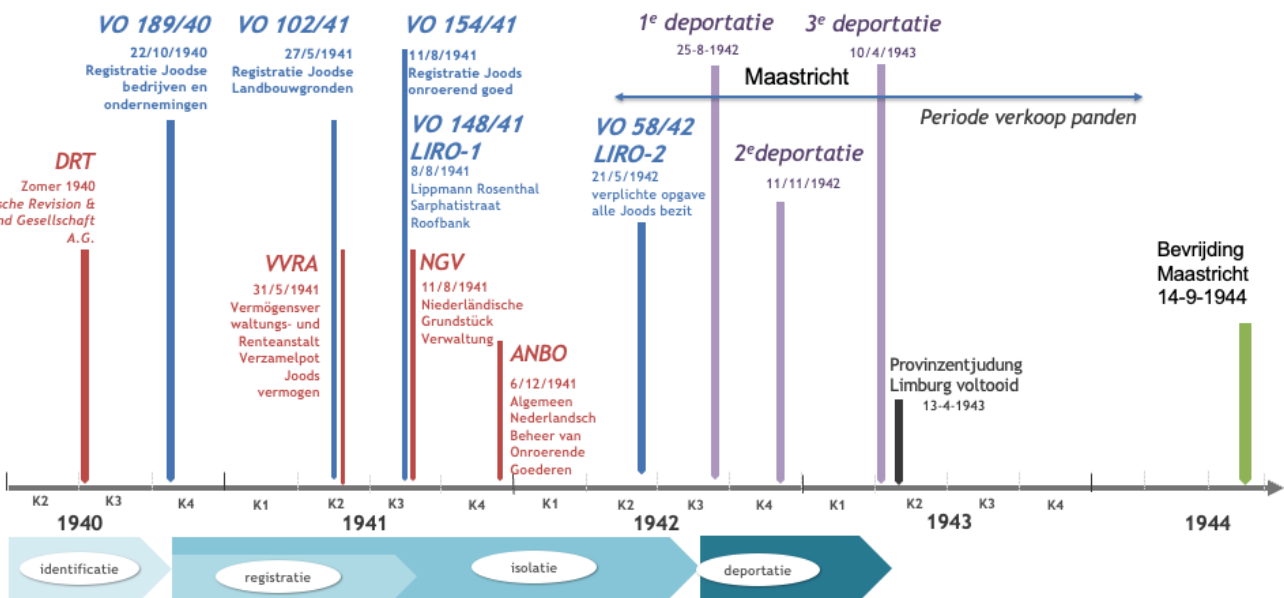 VO 189/40
22/10/1940
Registratie Joodse
bedrijven en
ondernemingen
VO 102/41
27/5/1941
Registratie Joodse
Landbouwgronden
VO 154/41
11/8/1941
Registratie Joods
onroerend goed
VO 148/41
LIRO-1
8/8/1941
Lippmann Rosenthal
Sarphatistraat
Roofbank
1e deportatie
25-8-1942
3e deportatie
10/4/1943
Maastricht
Periode verkoop panden
VO 58/42
LIRO-2
21/5/1942
verplichte opgave
alle Joods bezit
2e deportatie
11/11/1942
DRT
Zomer 1940
sche Revision &
nd Gesellschaft
A.G.
VVRA
31/5/1941
Vermögensver
waltungs- und
Renteanstalt
Verzamelpot
Joods
vermogen
NGV
11/8/1941
Niederländische
Grundstück
Verwaltung
ANBO
6/12/1941
Algemeen
Nederlandsch
Beheer van
Onroerende
Goederen
Provinzentjudung
Limburg voltooid
13-4-1943
Bevrijding
Maastricht
14-9-1944
K2 K3 K4 K1 K2 K3 K4 K1 K2 K3 K4 K1 K2 K3 K4
1940 1941 1942 1943 1944
identificatie
registratie
isolatie
deportatie